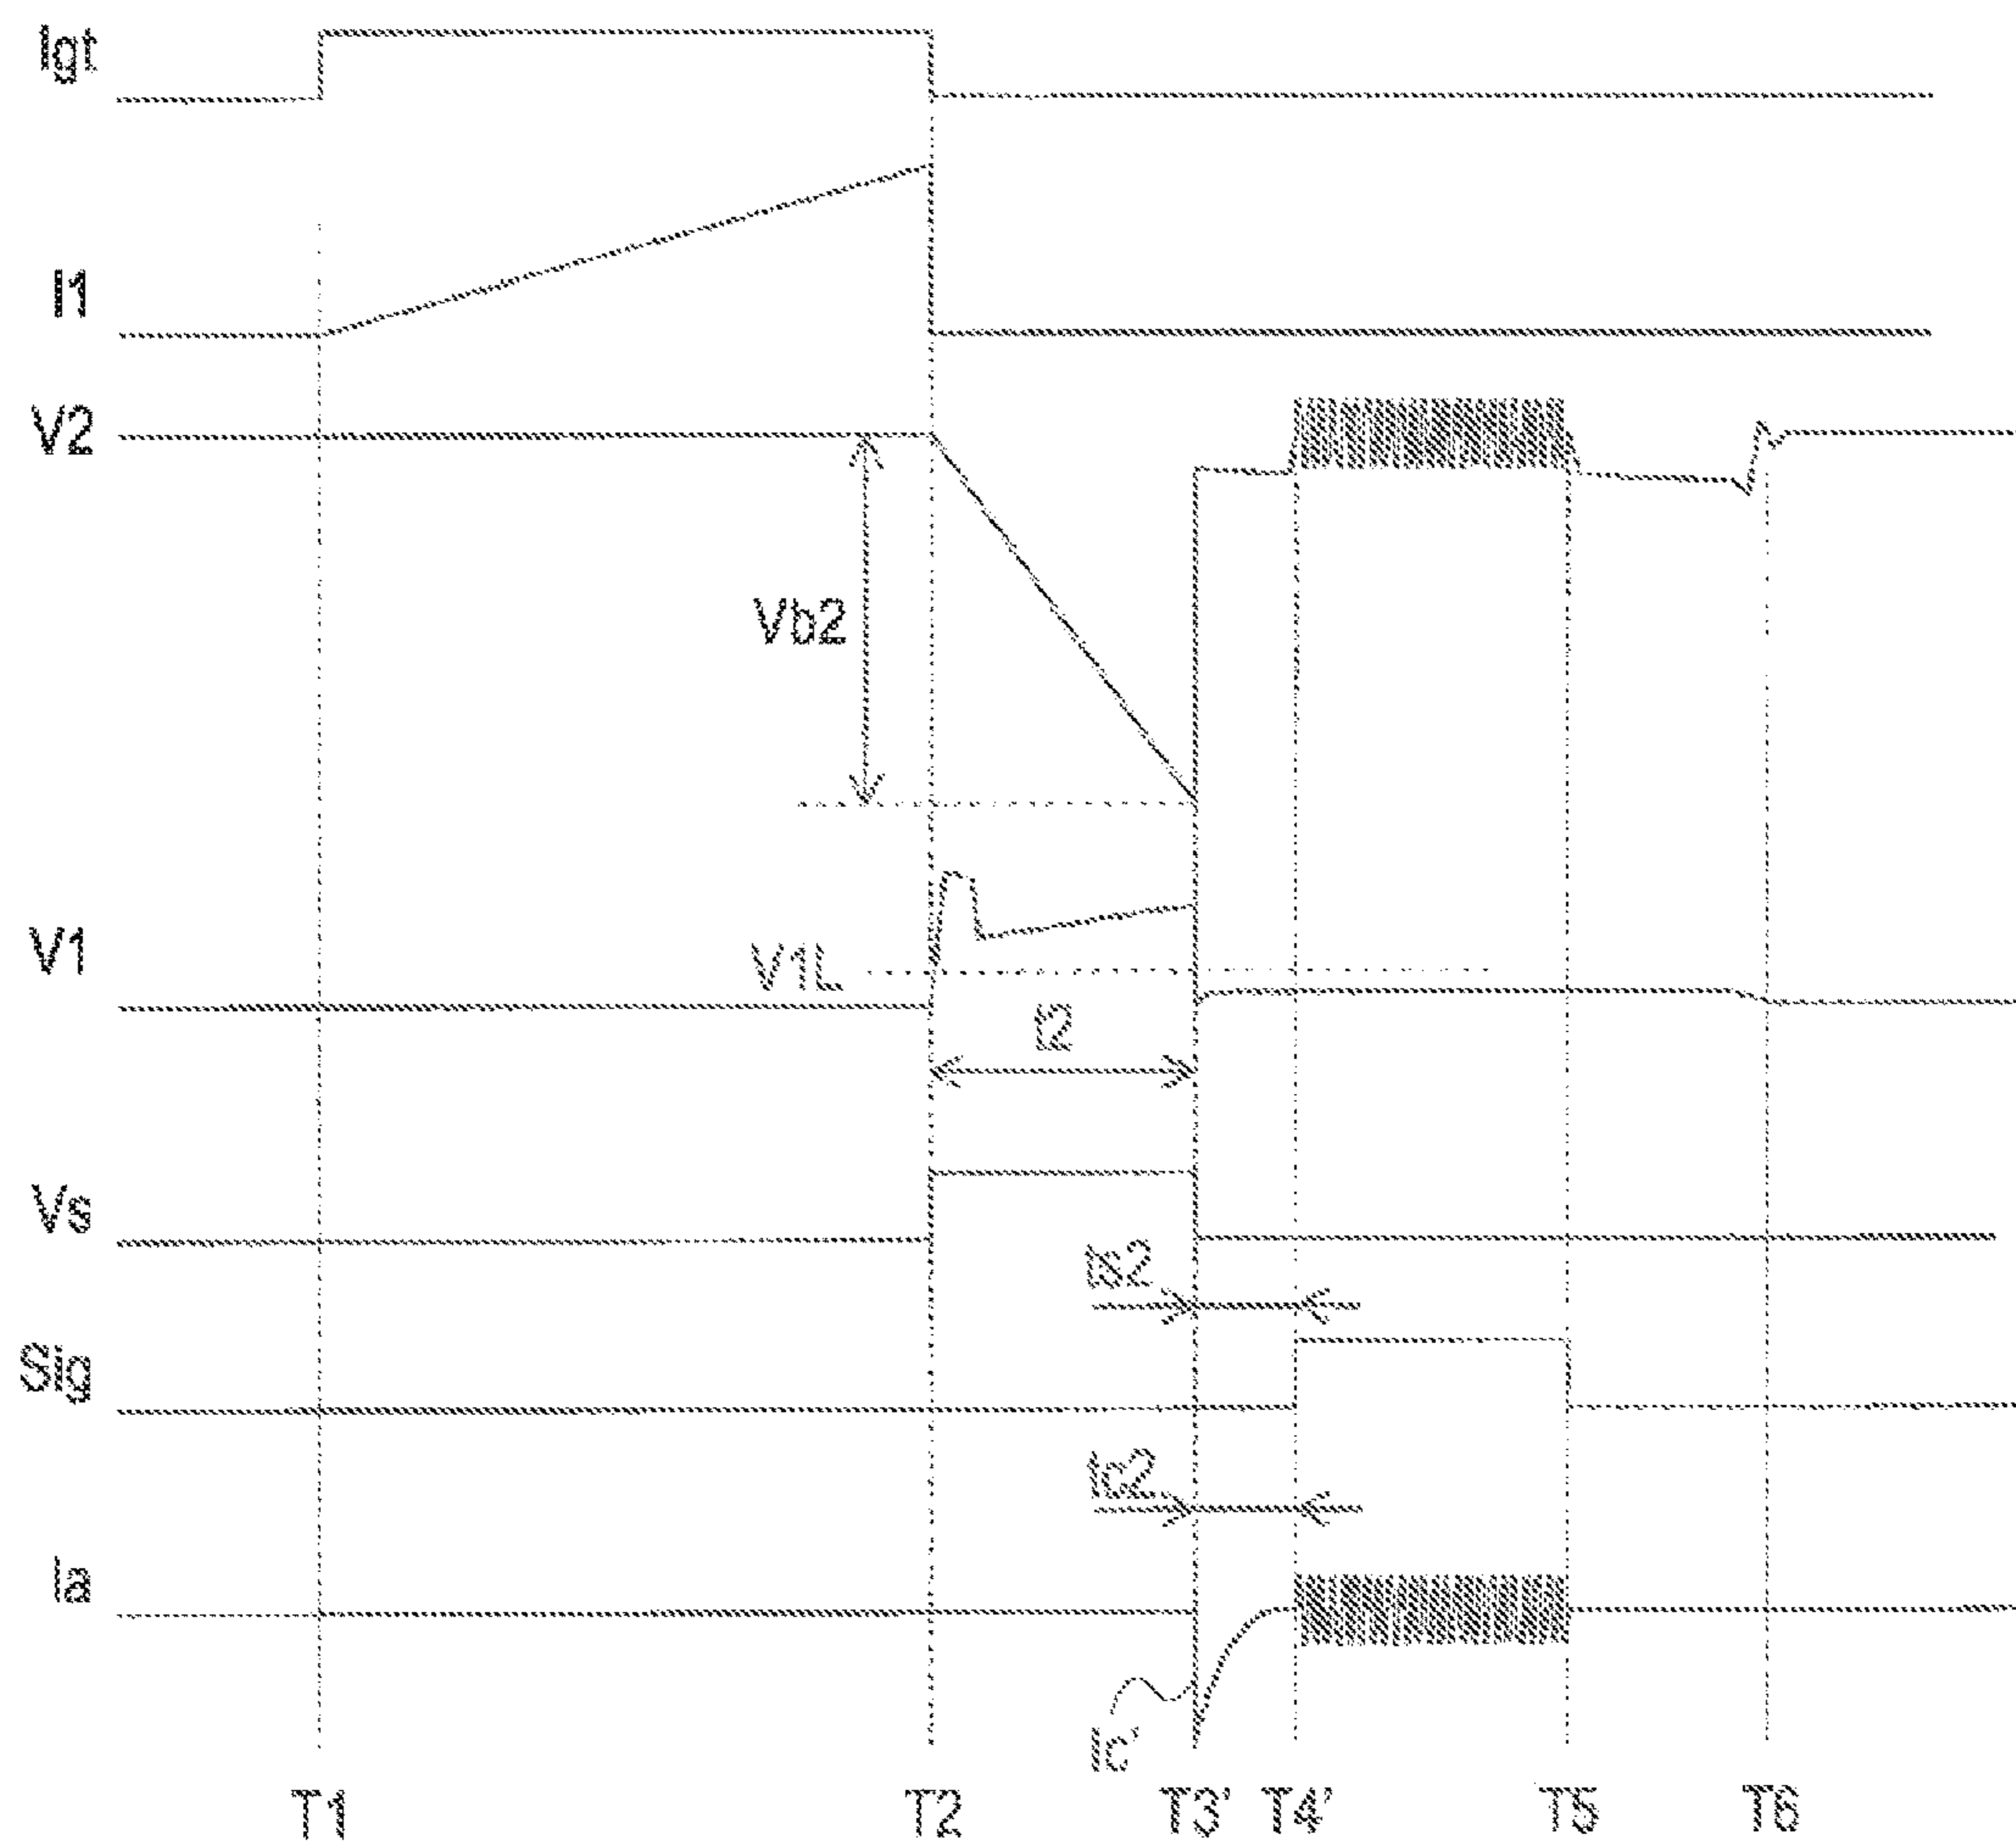 Igt
I1
V2
Vb2
V1
V1L
t2
Vs
ts2
Sig
tc2
Ia
Ic'
T1 T2 T3' T4' T5 T6